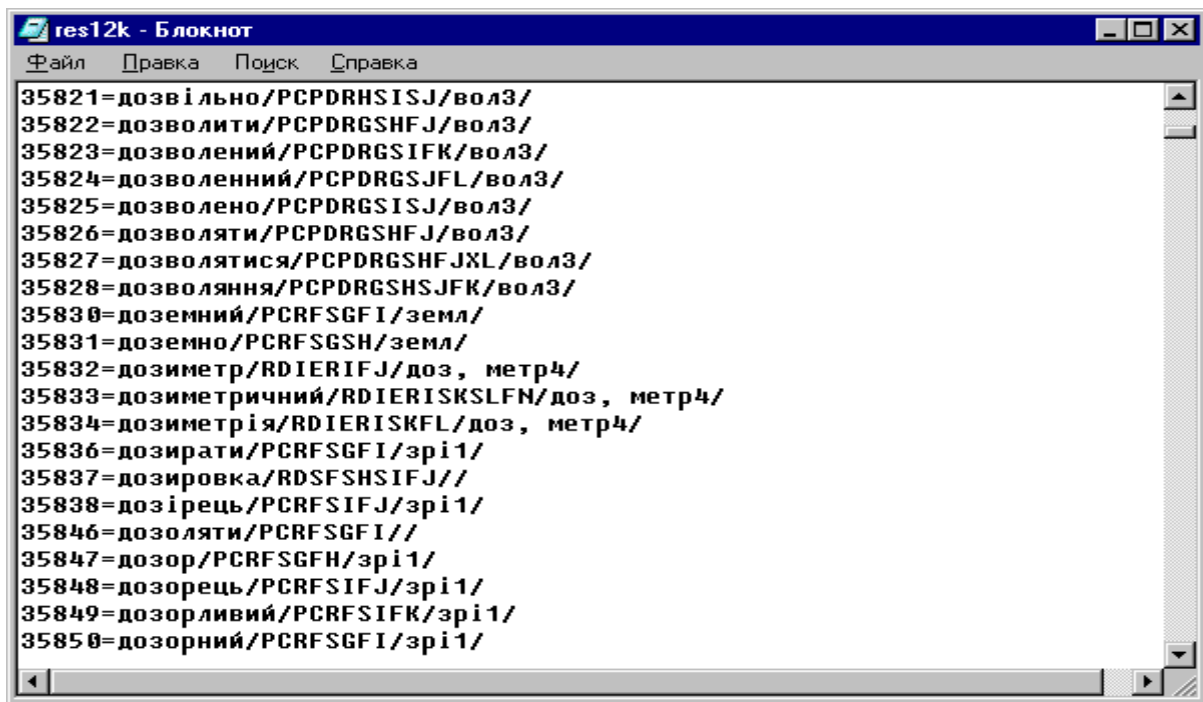 res12k - Блокнот
Файл Правка Поиск Справка
35821=дозвільно/PCPDRHSISJ/вол3/
35822=дозволити/PCPDRGSHFJ/вол3/
35823=дозволений/PCPDRGSIFK/вол3/
35824=дозволенний/PCPDRGSJFL/вол3/
35825=дозволено/PCPDRGSISJ/вол3/
35826=дозволяти/PCPDRGSHFJ/вол3/
35827=дозволятися/PCPDRGSHFJXL/вол3/
35828=дозволяння/PCPDRGSHSJFK/вол3/
35830=доземний/PCRFSGFI/земл/
35831=доземно/PCRFSGSH/земл/
35832=дозиметр/RDIERIFJ/доз, метр4/
35833=дозиметричний/RDIERISKSLFN/доз, метр4/
35834=дозиметрія/RDIERISKFL/доз, метр4/
35836=дозирати/PCRFSGFI/зрі1/
35837=дозировка/RDSFSHSIFJ//
35838=дозірець/PCRFSIFJ/зрі1/
35846=дозоляти/PCRFSGFI//
35847=дозор/PCRFSGFH/зрі1/
35848=дозорець/PCRFSIFJ/зрі1/
35849=дозорливий/PCRFSIFK/зрі1/
35850=дозорний/PCRFSGFI/зрі1/